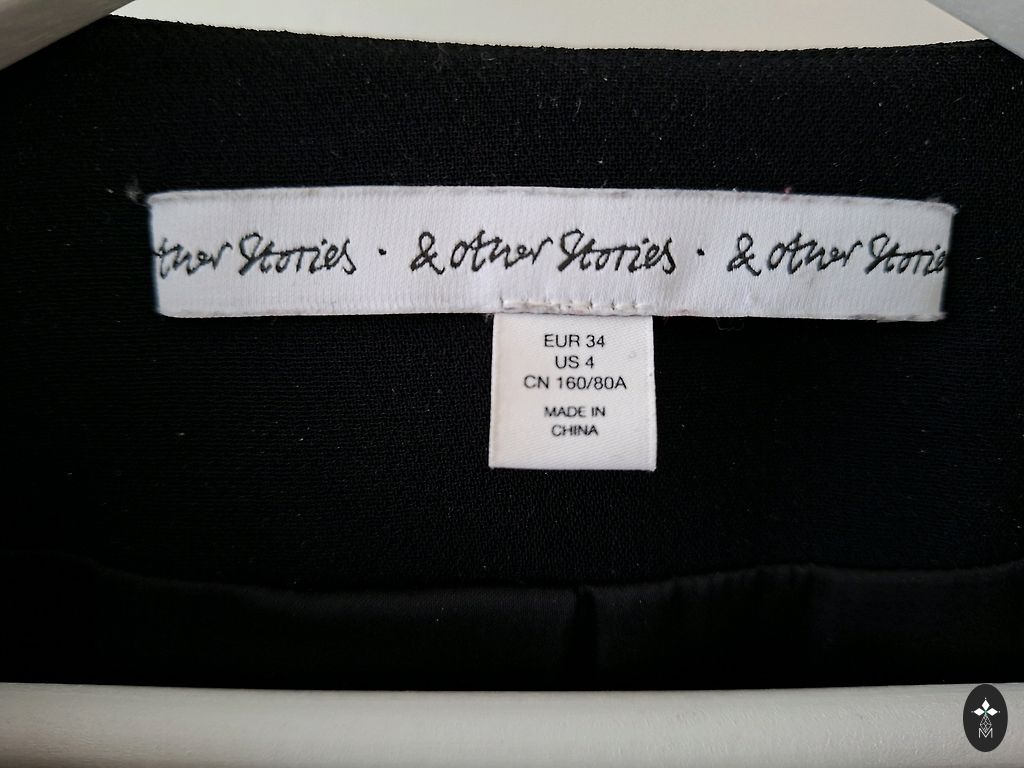 ther Stories · & Other Stories · & Other Storie
EUR 34
US 4
CN 160/80A
MADE IN
CHINA
M